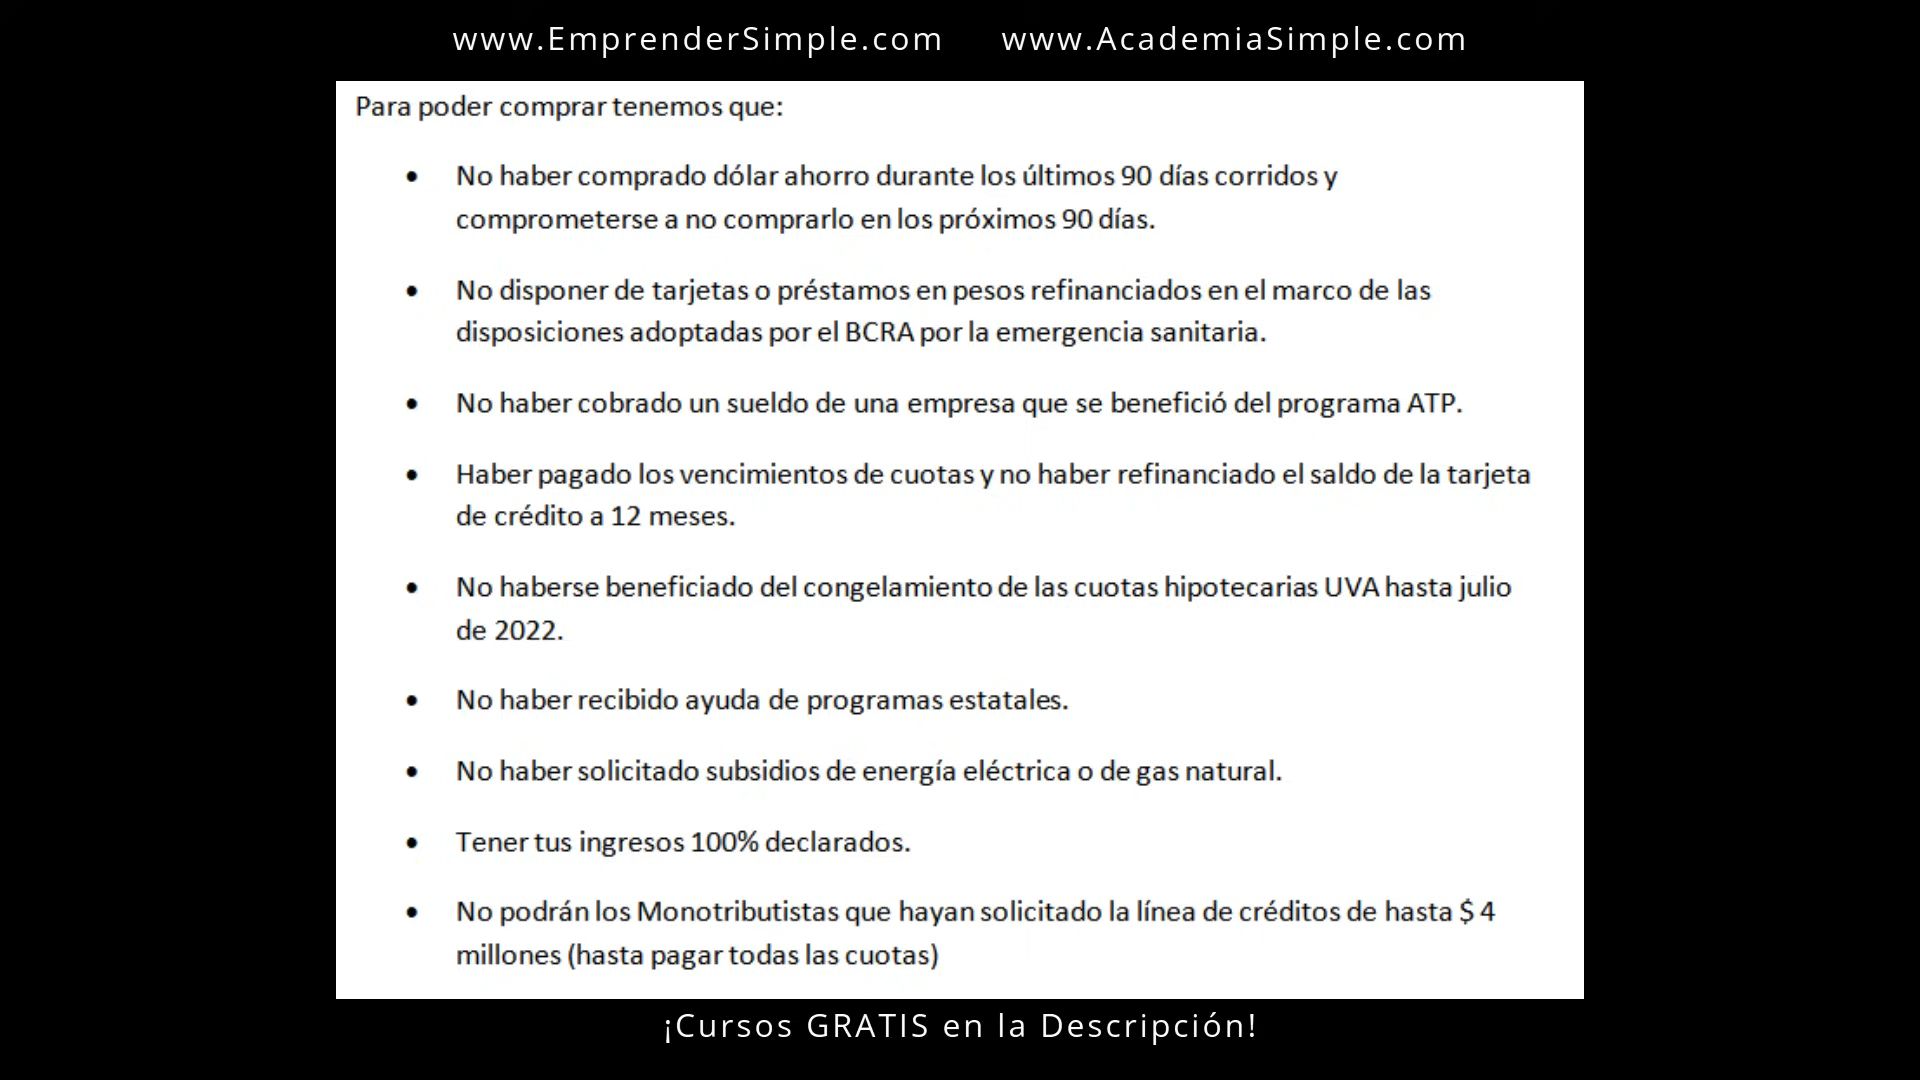 www.EmprenderSimple.com www.AcademiaSimple.com
Para poder comprar tenemos que:
• No haber comprado dólar ahorro durante los últimos 90 días corridos y
comprometerse a no comprarlo en los próximos 90 días.
• No disponer de tarjetas o préstamos en pesos refinanciados en el marco de las
disposiciones adoptadas por el BCRA por la emergencia sanitaria.
• No haber cobrado un sueldo de una empresa que se benefició del programa ATP.
• Haber pagado los vencimientos de cuotas y no haber refinanciado el saldo de la tarjeta
de crédito a 12 meses.
• No haberse beneficiado del congelamiento de las cuotas hipotecarias UVA hasta julio
de 2022.
• No haber recibido ayuda de programas estatales.
• No haber solicitado subsidios de energía eléctrica o de gas natural.
• Tener tus ingresos 100% declarados.
• No podrán los Monotributistas que hayan solicitado la línea de créditos de hasta $ 4
millones (hasta pagar todas las cuotas)
¡Cursos GRATIS en la Descripción!